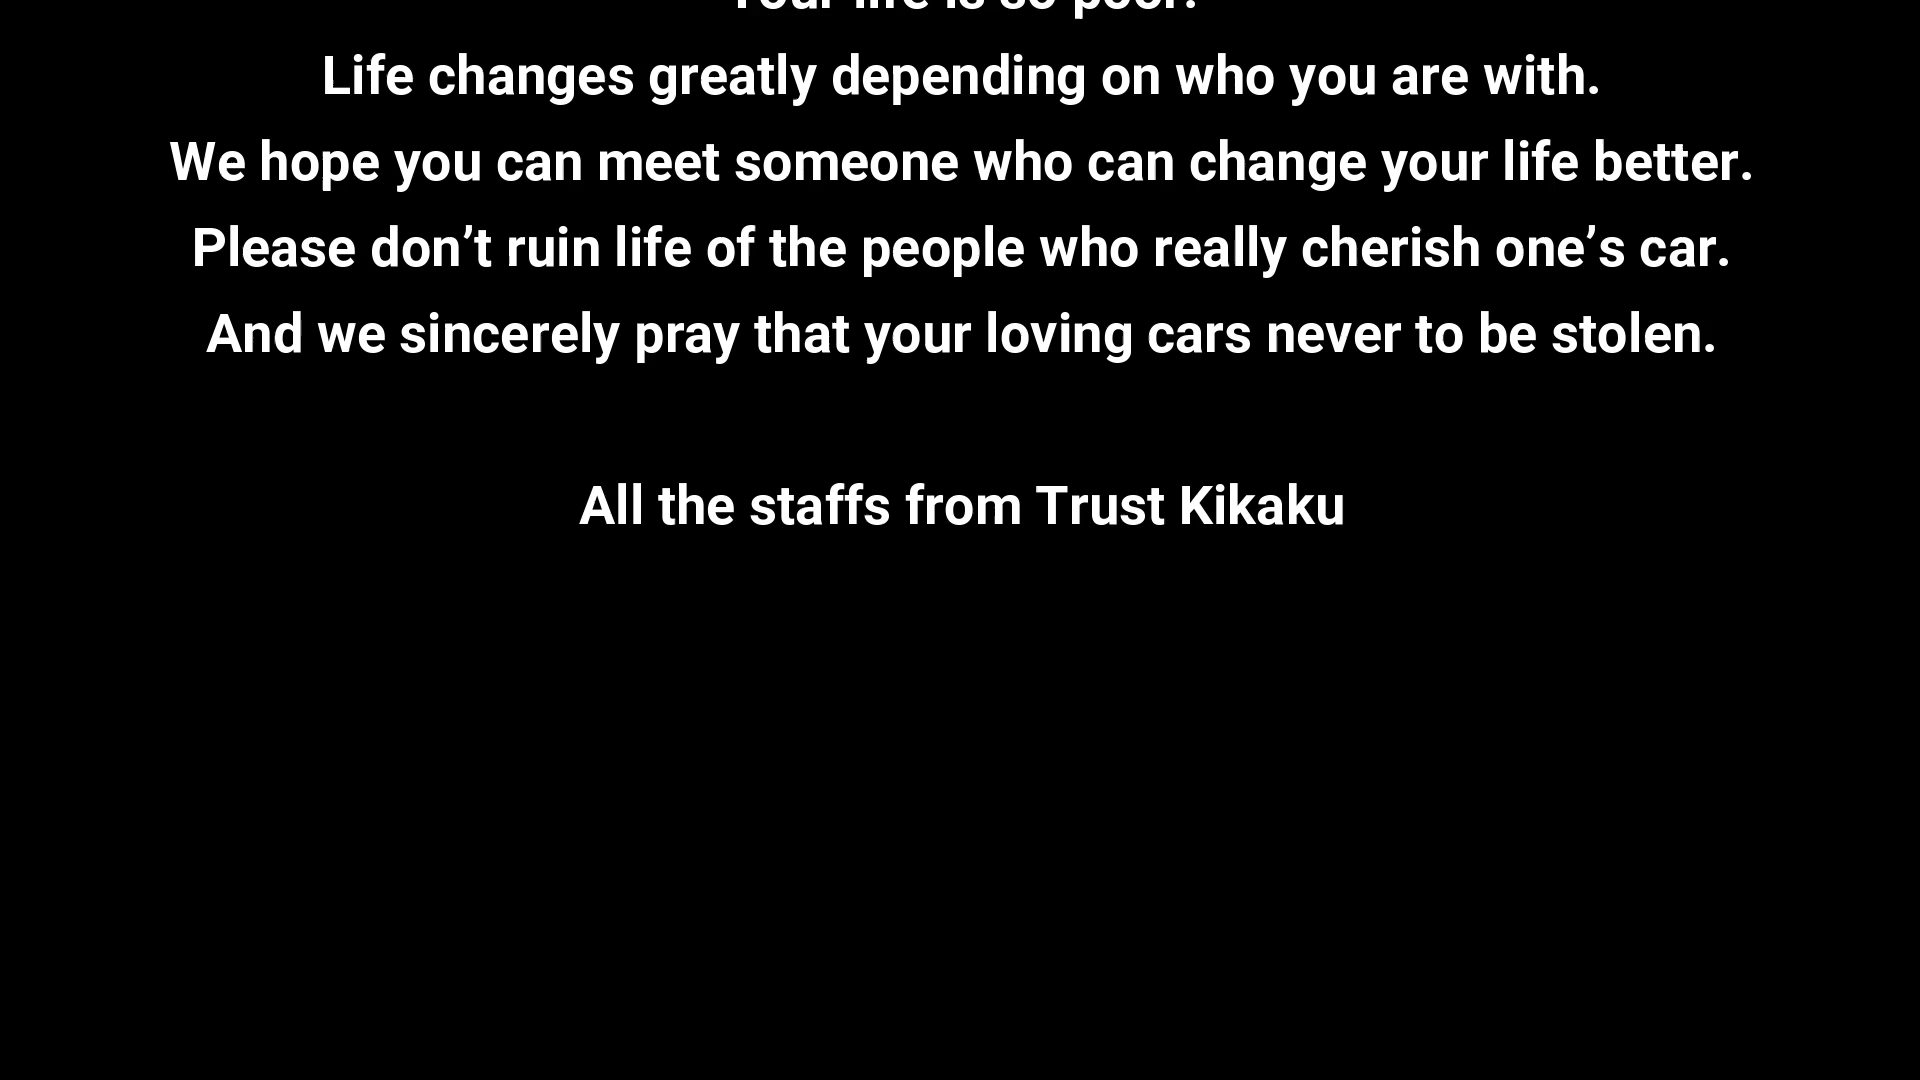 Your life is so poor.
Life changes greatly depending on who you are with.
We hope you can meet someone who can change your life better.
Please don’t ruin life of the people who really cherish one’s car.
And we sincerely pray that your loving cars never to be stolen.
All the staffs from Trust Kikaku